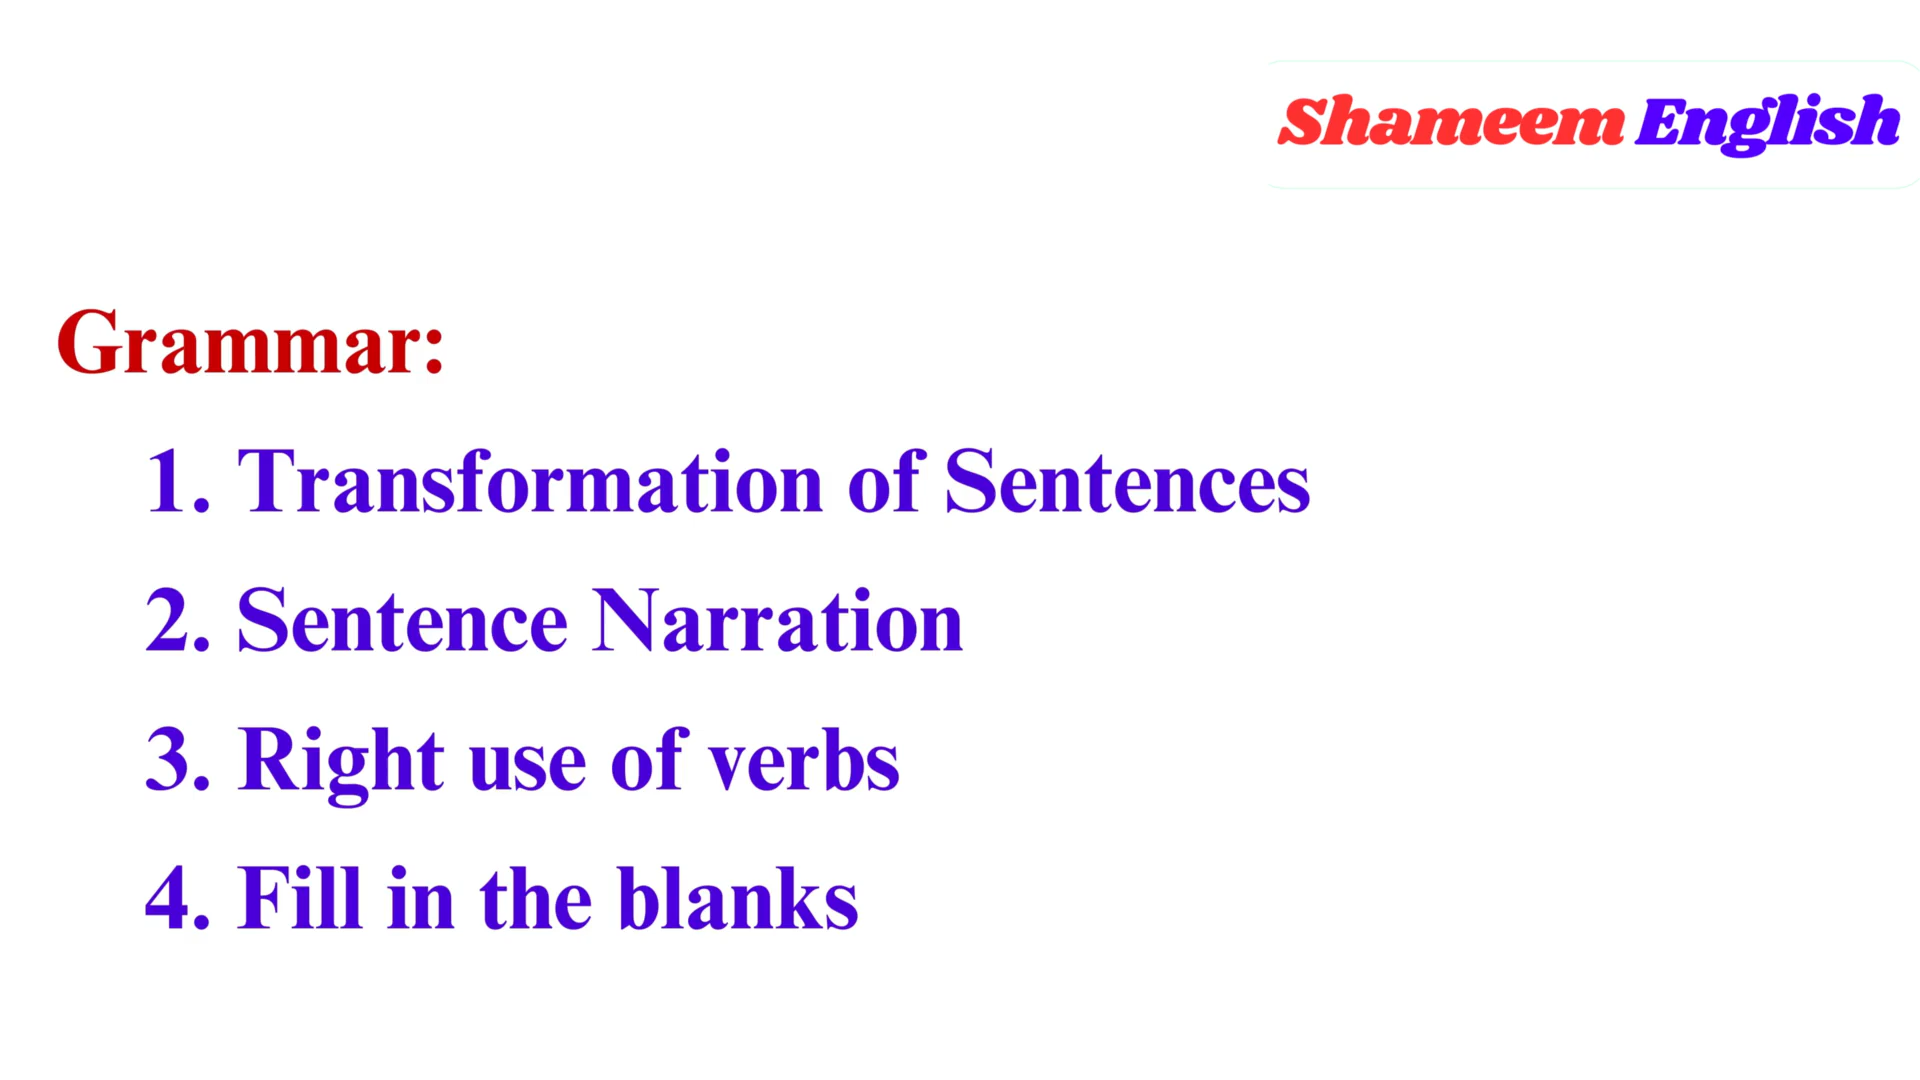 Shameem English
Grammar:
1. Transformation of Sentences
2. Sentence Narration
3. Right use of verbs
4. Fill in the blanks